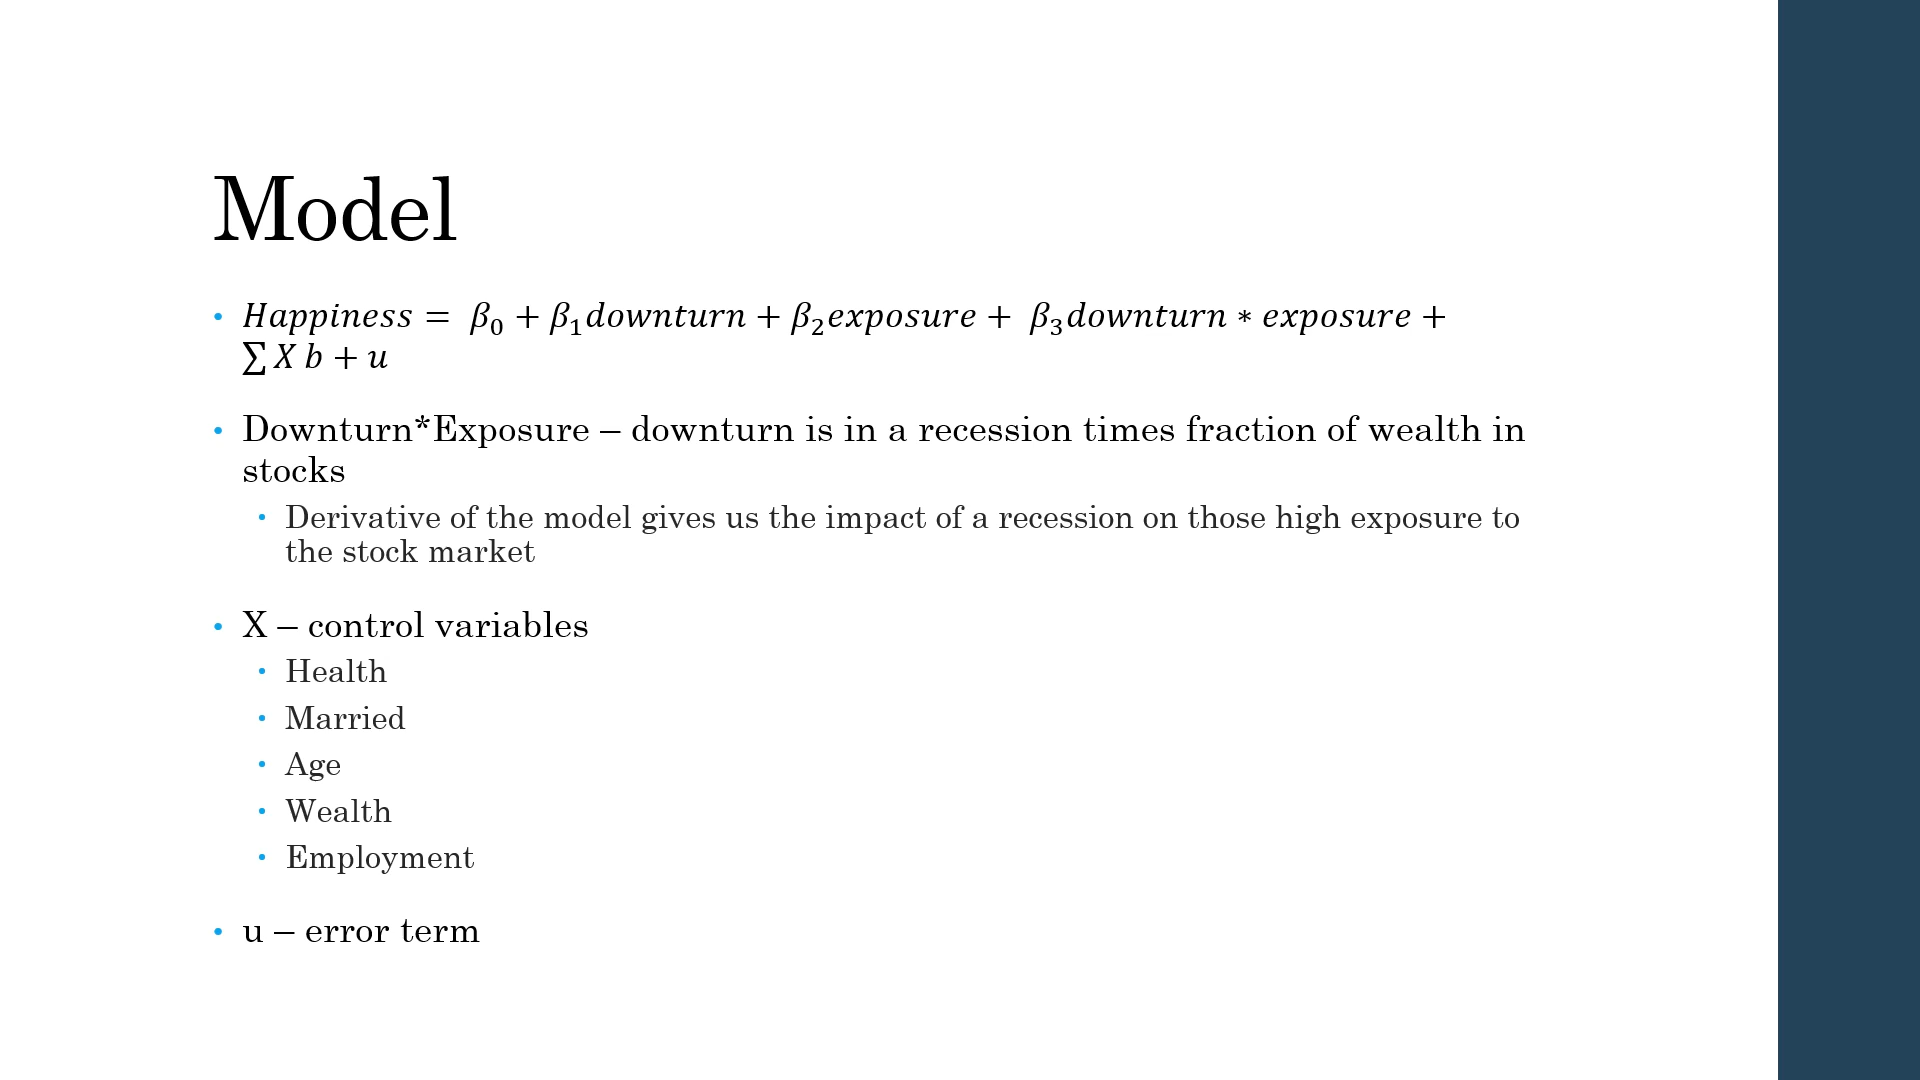 Model
• Happiness = β₀ + β₁downturn + β₂exposure + β₃downturn * exposure +
∑ X b + u
• Downturn*Exposure – downturn is in a recession times fraction of wealth in
stocks
• Derivative of the model gives us the impact of a recession on those high exposure to
the stock market
• X – control variables
• Health
• Married
• Age
• Wealth
• Employment
• u – error term